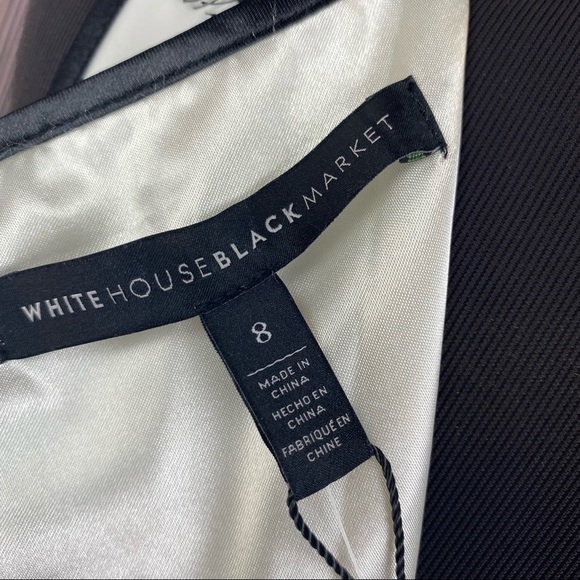 WHITEHOUSEBLACKMARKET
8
MADE IN
CHINA
HECHO EN
CHINA
FABRIQUÉ EN
CHINE